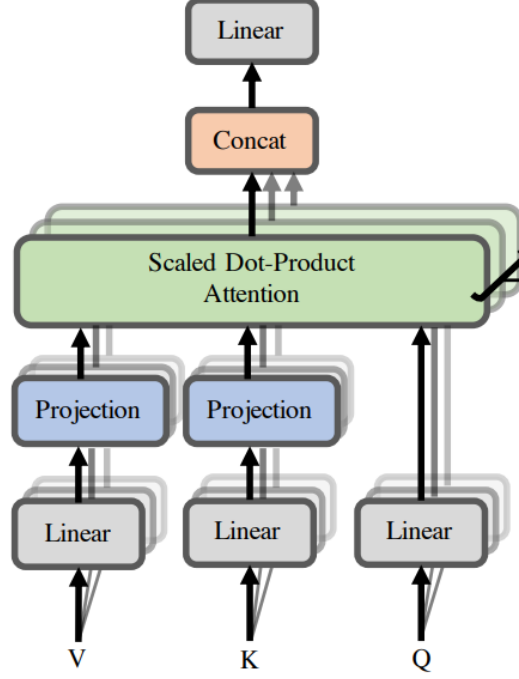 Linear
Concat
Scaled Dot-Product
Attention
Projection Projection
Linear Linear Linear
V K Q